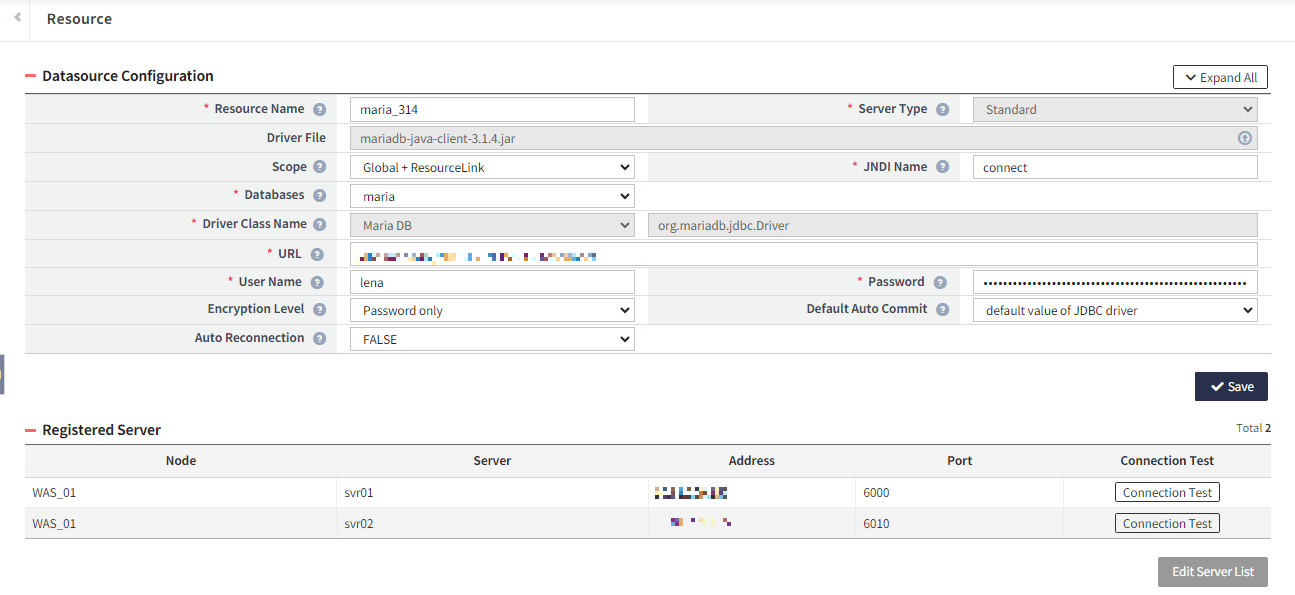 Resource
Datasource Configuration
Expand All
* Resource Name ? maria_314 * Server Type ? Standard
Driver File mariadb-java-client-3.1.4.jar
Scope ? Global + ResourceLink * JNDI Name ? connect
* Databases ? maria
* Driver Class Name ? Maria DB org.mariadb.jdbc.Driver
* URL ?
* User Name ? lena * Password ?
Encryption Level ? Password only Default Auto Commit ? default value of JDBC driver
Auto Reconnection ? FALSE
Save
Registered Server Total 2
Node Server Address Port Connection Test
WAS_01 svr01 6000 Connection Test
WAS_01 svr02 6010 Connection Test
Edit Server List